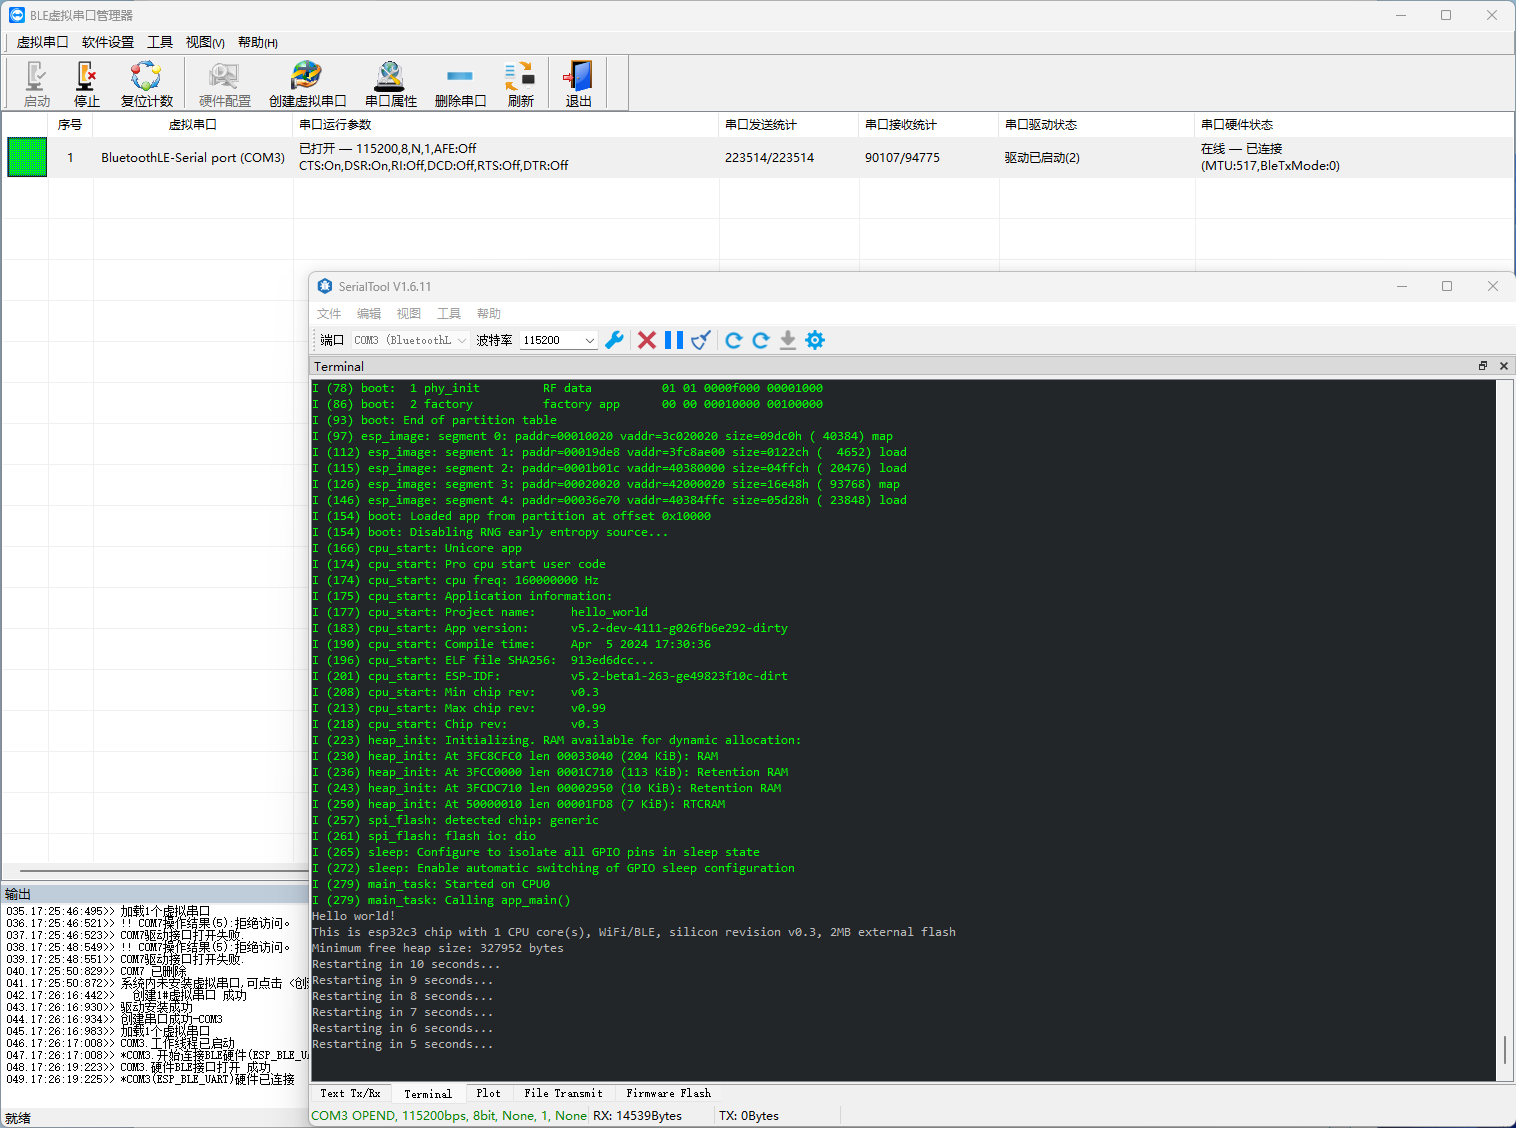 BLE虚拟串口管理器
虚拟串口 软件设置 工具 视图(V) 帮助(H)
启动 停止 复位计数 硬件配置 创建虚拟串口 串口属性 删除串口 刷新 退出
序号 虚拟串口 串口运行参数 串口发送统计 串口接收统计 串口驱动状态 串口硬件状态
1 BluetoothLE-Serial port (COM3) 已打开 — 115200,8,N,1,AFE:Off 223514/223514 90107/94775 驱动已启动(2) 在线 — 已连接
CTS:On,DSR:On,RI:Off,DCD:Off,RTS:Off,DTR:Off (MTU:517,BleTxMode:0)
SerialTool V1.6.11
文件 编辑 视图 工具 帮助
端口 COM3 (BluetoothL 波特率 115200
Terminal
I (78) boot:  1 phy_init         RF data          01 01 0000f000 00001000
I (86) boot:  2 factory          factory app      00 00 00010000 00100000
I (93) boot: End of partition table
I (97) esp_image: segment 0: paddr=00010020 vaddr=3c020020 size=09dc0h ( 40384) map
I (112) esp_image: segment 1: paddr=00019de8 vaddr=3fc8ae00 size=0122ch (  4652) load
I (115) esp_image: segment 2: paddr=0001b01c vaddr=40380000 size=04ffch ( 20476) load
I (126) esp_image: segment 3: paddr=00020020 vaddr=42000020 size=16e48h ( 93768) map
I (146) esp_image: segment 4: paddr=00036e70 vaddr=40384ffc size=05d28h ( 23848) load
I (154) boot: Loaded app from partition at offset 0x10000
I (154) boot: Disabling RNG early entropy source...
I (166) cpu_start: Unicore app
I (174) cpu_start: Pro cpu start user code
I (174) cpu_start: cpu freq: 160000000 Hz
I (175) cpu_start: Application information:
I (177) cpu_start: Project name:     hello_world
I (183) cpu_start: App version:      v5.2-dev-4111-g026fb6e292-dirty
I (190) cpu_start: Compile time:     Apr  5 2024 17:30:36
I (196) cpu_start: ELF file SHA256:  913ed6dcc...
I (201) cpu_start: ESP-IDF:          v5.2-beta1-263-ge49823f10c-dirt
I (208) cpu_start: Min chip rev:     v0.3
I (213) cpu_start: Max chip rev:     v0.99
I (218) cpu_start: Chip rev:         v0.3
I (223) heap_init: Initializing. RAM available for dynamic allocation:
I (230) heap_init: At 3FC8CFC0 len 00033040 (204 KiB): RAM
I (236) heap_init: At 3FCC0000 len 0001C710 (113 KiB): Retention RAM
I (243) heap_init: At 3FCDC710 len 00002950 (10 KiB): Retention RAM
I (250) heap_init: At 50000010 len 00001FD8 (7 KiB): RTCRAM
I (257) spi_flash: detected chip: generic
I (261) spi_flash: flash io: dio
I (265) sleep: Configure to isolate all GPIO pins in sleep state
I (272) sleep: Enable automatic switching of GPIO sleep configuration
I (279) main_task: Started on CPU0
I (279) main_task: Calling app_main()
Hello world!
This is esp32c3 chip with 1 CPU core(s), WiFi/BLE, silicon revision v0.3, 2MB external flash
Minimum free heap size: 327952 bytes
Restarting in 10 seconds...
Restarting in 9 seconds...
Restarting in 8 seconds...
Restarting in 7 seconds...
Restarting in 6 seconds...
Restarting in 5 seconds...
Text Tx/Rx Terminal Plot File Transmit Firmware Flash
COM3 OPEND, 115200bps, 8bit, None, 1, None RX: 14539Bytes TX: 0Bytes
输出
035.17:25:46:495>> 加载1个虚拟串口
036.17:25:46:521>> !! COM7操作结果(5):拒绝访问。
037.17:25:46:523>> COM7驱动接口打开失败.
038.17:25:48:549>> !! COM7操作结果(5):拒绝访问。
039.17:25:48:551>> COM7驱动接口打开失败.
040.17:25:50:829>> COM7 已删除
041.17:25:50:872>> 系统内未安装虚拟串口,可点击 <创
042.17:26:16:442>>   创建1#虚拟串口 成功
043.17:26:16:930>> 驱动安装成功
044.17:26:16:934>> 创建串口成功-COM3
045.17:26:16:983>> 加载1个虚拟串口
046.17:26:17:008>> COM3.工作线程已启动
047.17:26:17:008>> *COM3.开始连接BLE硬件(ESP_BLE_U
048.17:26:19:223>> COM3.硬件BLE接口打开 成功
049.17:26:19:225>> *COM3(ESP_BLE_UART)硬件已连接
就绪